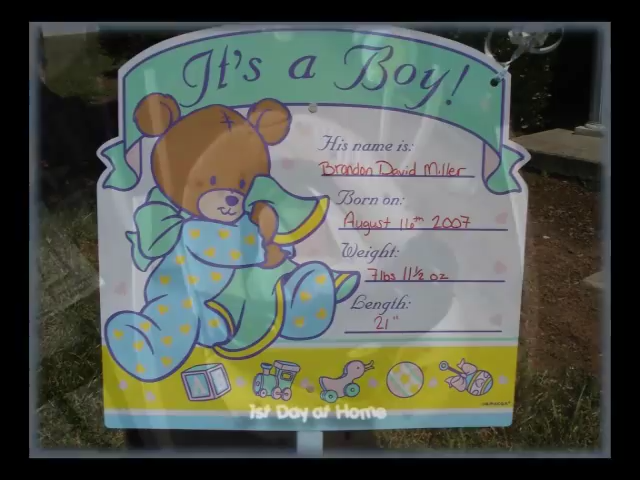 It's a Boy!
His name is:
Brandon David Miller
Born on:
August 16th 2007
Weight:
7lbs 11½ oz
Length:
21"
1st Day at Home